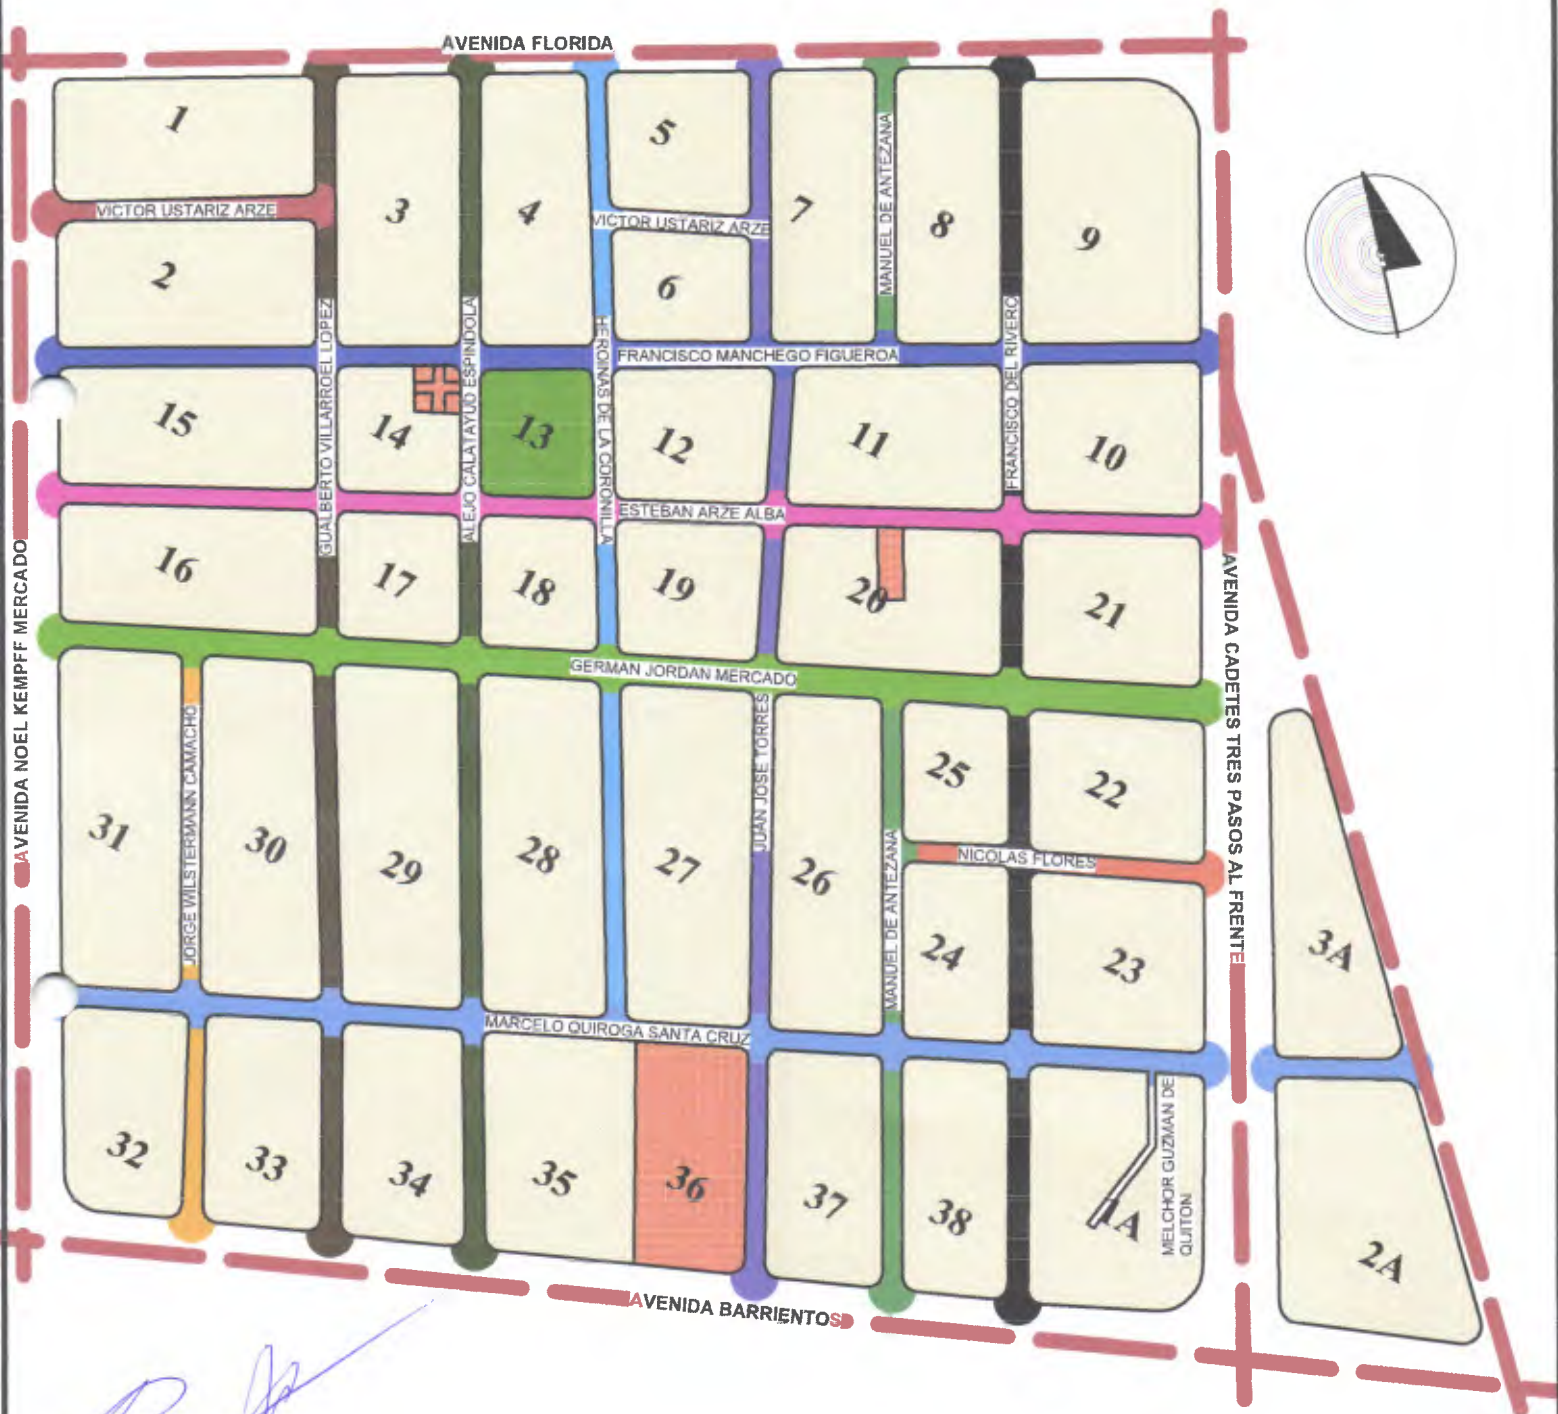 AVENIDA FLORIDA
1
3
4
5
7
MANUEL DE ANTEZANA
8
9
VICTOR USTARIZ ARZE
VICTOR USTARIZ ARZE
2
6
GUALBERTO VILLARROEL LOPEZ
ALEJO CALATAYUD ESPINDOLA
HEROINAS DE LA CORONILLA
FRANCISCO MANCHEGO FIGUEROA
FRANCISCO DEL RIVERO
15
14
13
12
11
10
ESTEBAN ARZE ALBA
16
17
18
19
20
21
AVENIDA NOEL KEMPFF MERCADO
AVENIDA CADETES TRES PASOS AL FRENTE
GERMAN JORDAN MERCADO
31
JORGE WILSTERMANN CAMACHO
30
29
28
27
JUAN JOSE TORRES
26
MANUEL DE ANTEZANA
25
22
NICOLAS FLORES
24
23
3A
MARCELO QUIROGA SANTA CRUZ
32
33
34
35
36
37
38
1A
MELCHOR GUZMAN DE
QUITON
2A
AVENIDA BARRIENTOS